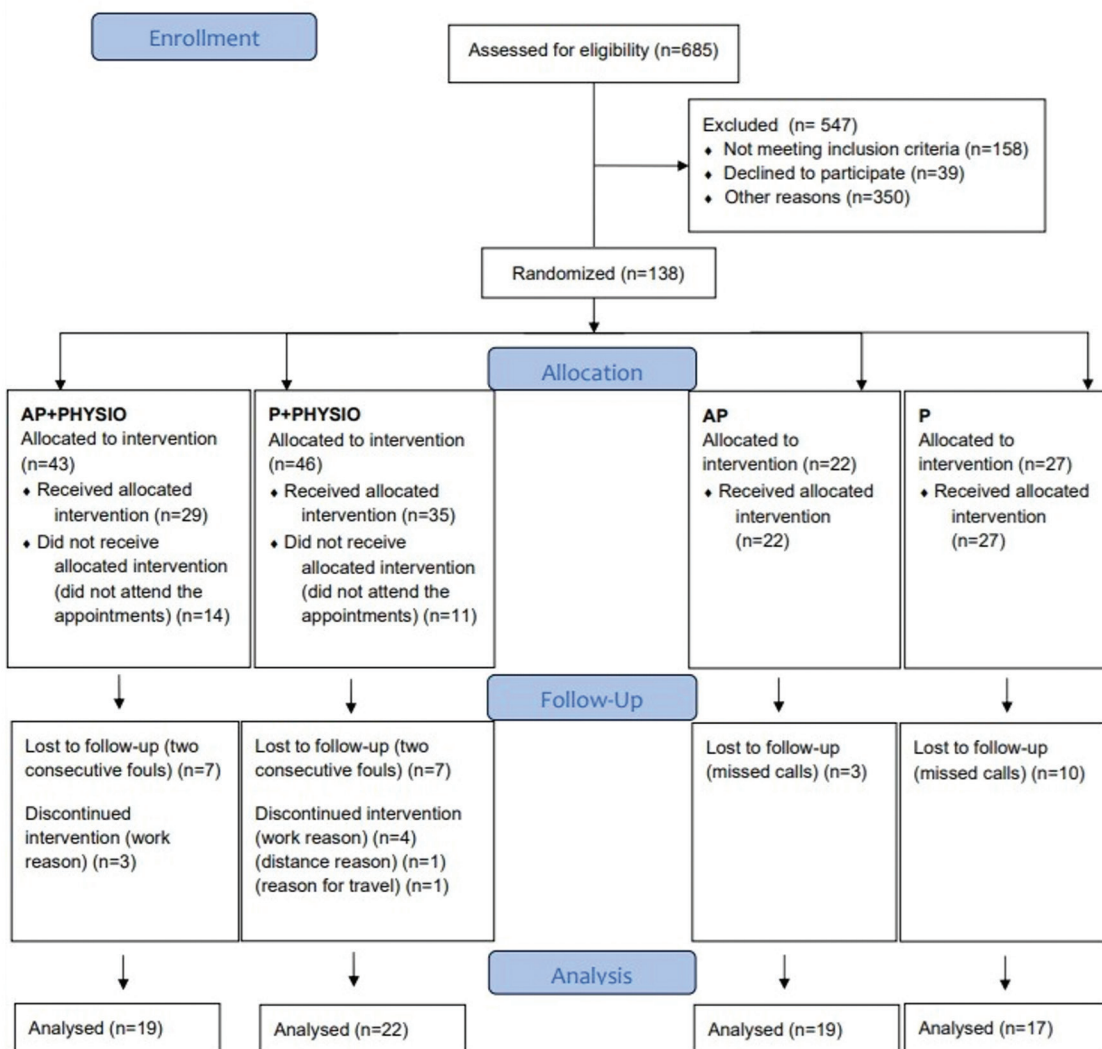 Enrollment
Assessed for eligibility (n=685)
Excluded (n= 547)
♦ Not meeting inclusion criteria (n=158)
♦ Declined to participate (n=39)
♦ Other reasons (n=350)
Randomized (n=138)
Allocation
AP+PHYSIO
Allocated to intervention
(n=43)
♦ Received allocated
intervention (n=29)
♦ Did not receive
allocated intervention
(did not attend the
appointments) (n=14)
P+PHYSIO
Allocated to intervention
(n=46)
♦ Received allocated
intervention (n=35)
♦ Did not receive
allocated intervention
(did not attend the
appointments) (n=11)
AP
Allocated to
intervention (n=22)
♦ Received allocated
intervention
(n=22)
P
Allocated to
intervention (n=27)
♦ Received allocated
intervention
(n=27)
Follow-Up
Lost to follow-up (two
consecutive fouls) (n=7)
Discontinued
intervention (work
reason) (n=3)
Lost to follow-up (two
consecutive fouls) (n=7)
Discontinued intervention
(work reason) (n=4)
(distance reason) (n=1)
(reason for travel) (n=1)
Lost to follow-up
(missed calls) (n=3)
Lost to follow-up
(missed calls) (n=10)
Analysis
Analysed (n=19)
Analysed (n=22)
Analysed (n=19)
Analysed (n=17)